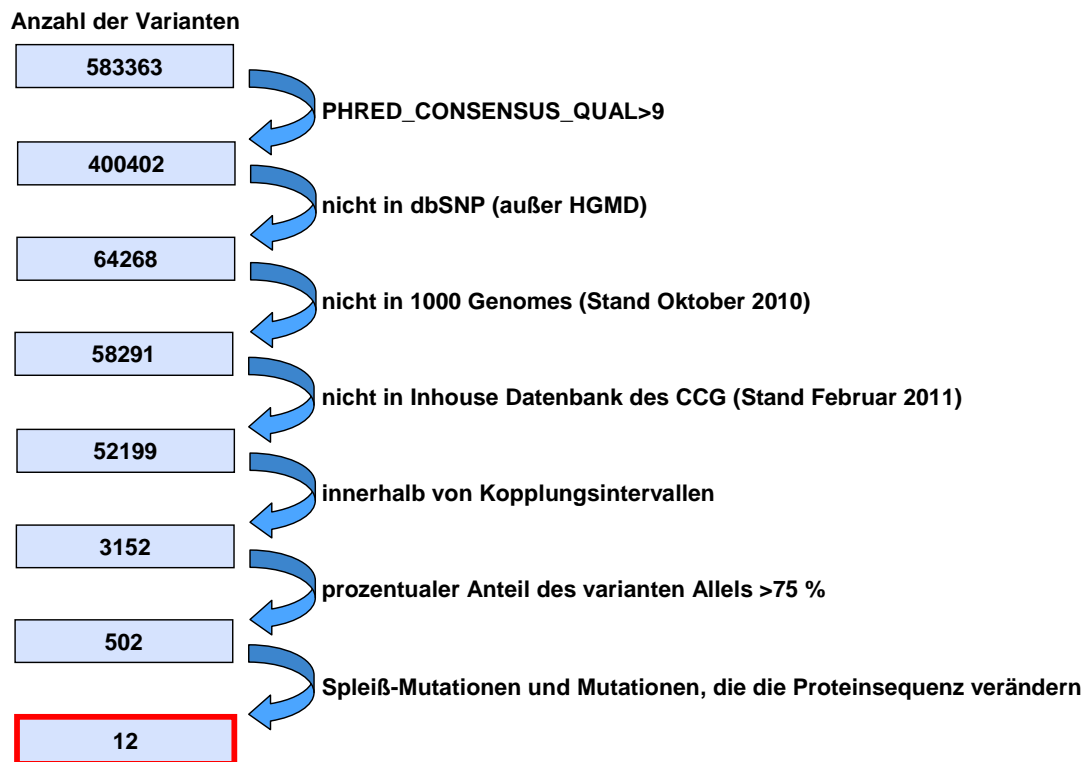 Anzahl der Varianten
583363
PHRED_CONSENSUS_QUAL>9
400402
nicht in dbSNP (außer HGMD)
64268
nicht in 1000 Genomes (Stand Oktober 2010)
58291
nicht in Inhouse Datenbank des CCG (Stand Februar 2011)
52199
innerhalb von Kopplungsintervallen
3152
prozentualer Anteil des varianten Allels >75 %
502
Spleiß-Mutationen und Mutationen, die die Proteinsequenz verändern
12